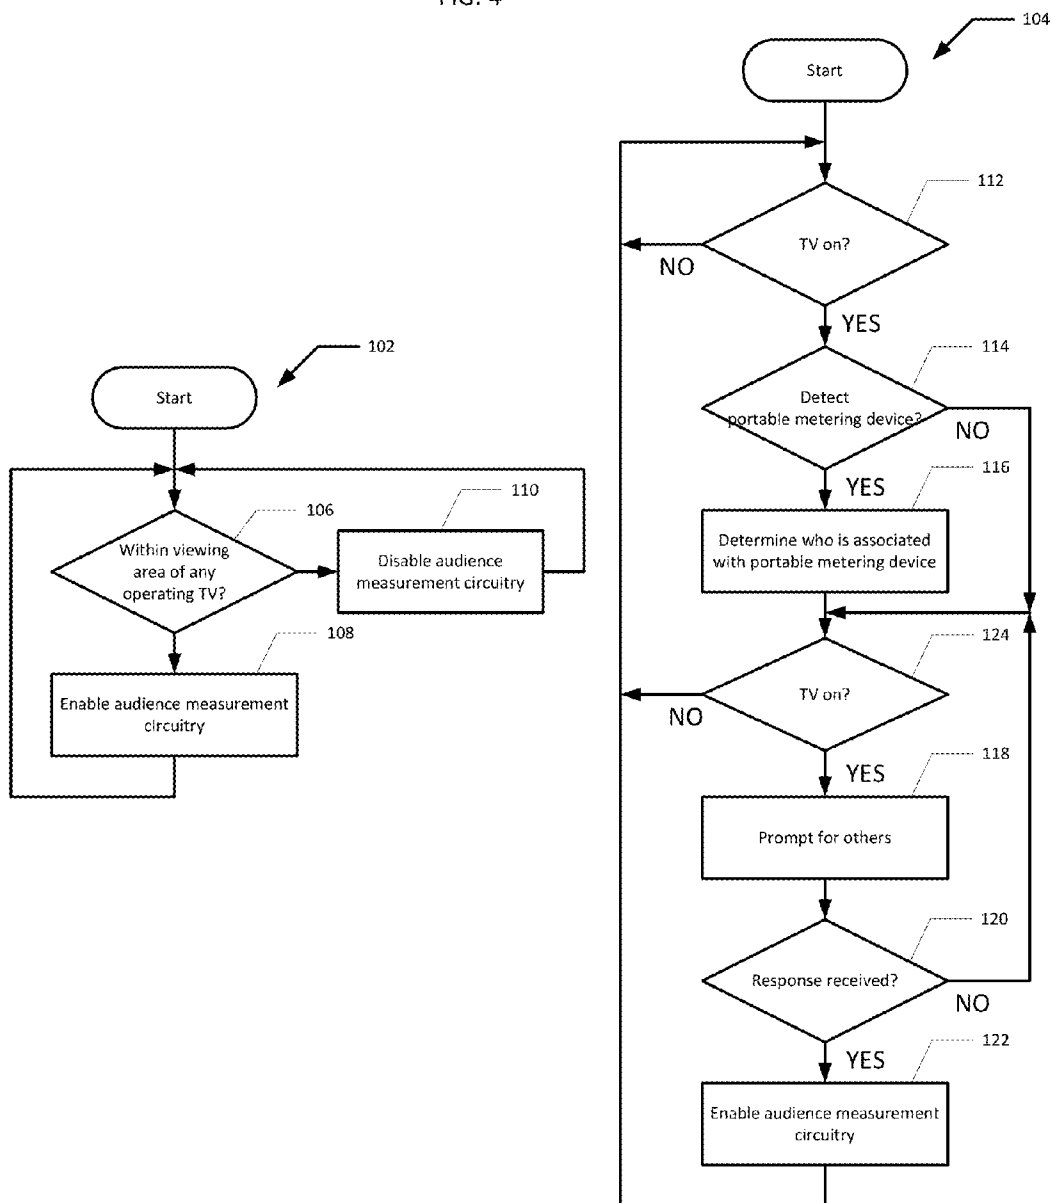 FIG. 4
104
Start
112
TV on?
NO
YES
102
Start
114
Detect
portable metering device?
NO
YES
116
110
106
Within viewing
area of any
operating TV?
Disable audience
measurement circuitry
Determine who is associated
with portable metering device
108
Enable audience measurement
circuitry
124
TV on?
NO
YES
118
Prompt for others
120
Response received?
NO
YES
122
Enable audience measurement
circuitry